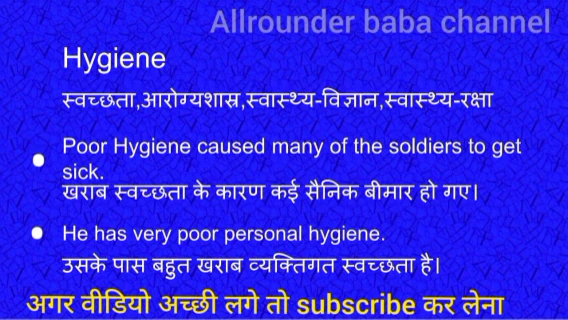 Allrounder baba channel
Hygiene
स्वच्छता,आरोग्यशास्र,स्वास्थ्य-विज्ञान,स्वास्थ्य-रक्षा
Poor Hygiene caused many of the soldiers to get
sick.
खराब स्वच्छता के कारण कई सैनिक बीमार हो गए।
He has very poor personal hygiene.
उसके पास बहुत खराब व्यक्तिगत स्वच्छता है।
अगर वीडियो अच्छी लगे तो subscribe कर लेना